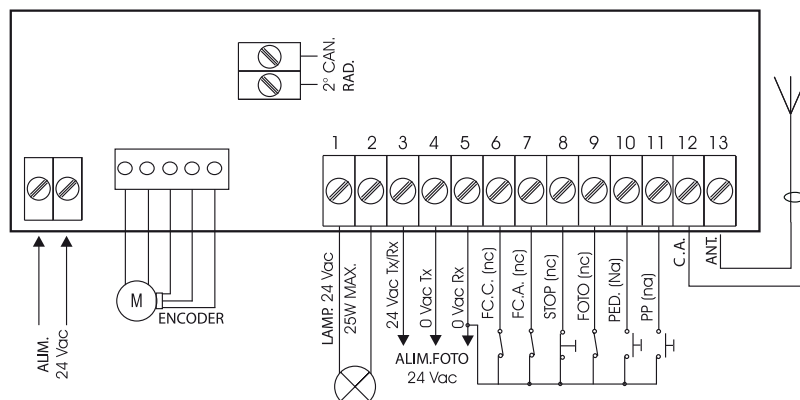 2° CAN.
RAD.
1 2 3 4 5 6 7 8 9 10 11 12 13
LAMP. 24 Vac
25W MAX.
24 Vac Tx/Rx
0 Vac Tx
0 Vac Rx
FC.C. (nc)
FC.A. (nc)
STOP (nc)
FOTO (nc)
PED. (Na)
PP (na)
C.A.
ANT.
M
ENCODER
ALIM.
24 Vac
ALIM.FOTO
24 Vac